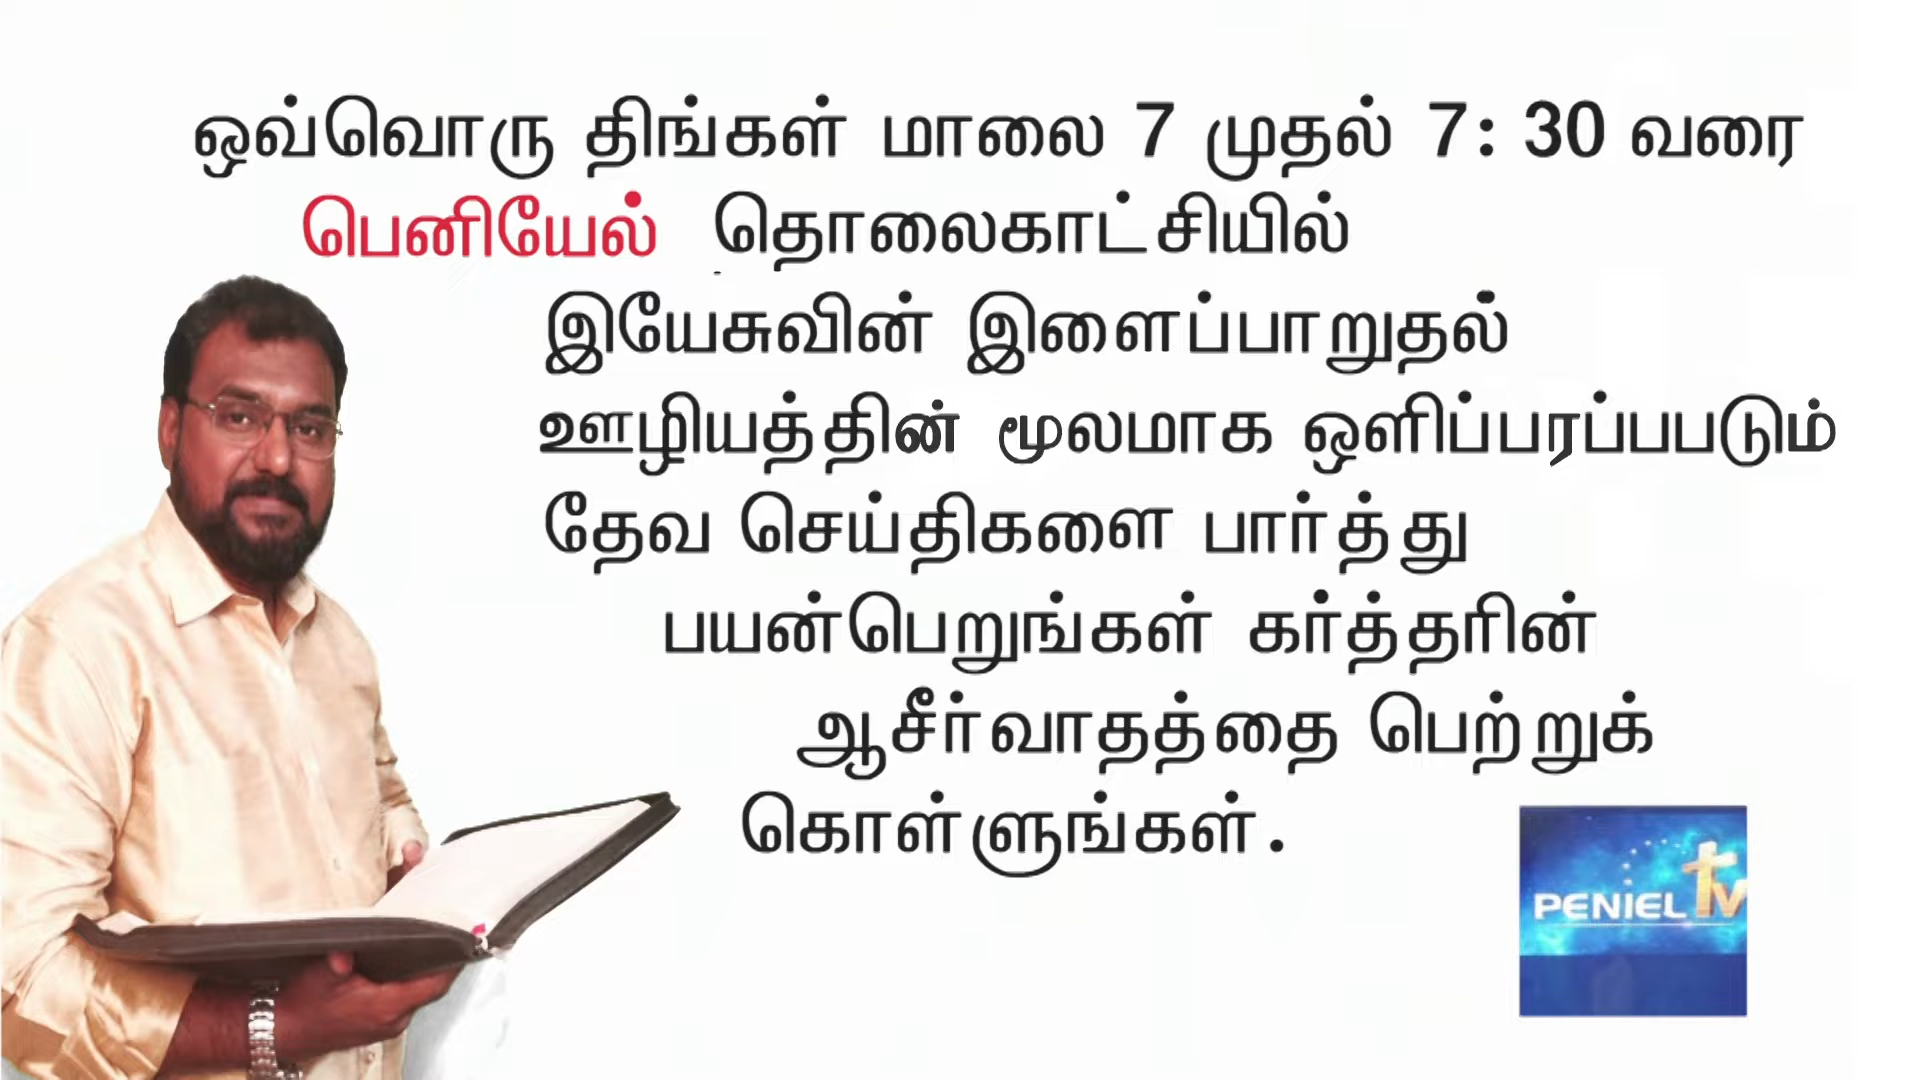 ஒவ்வொரு திங்கள் மாலை 7 முதல் 7: 30 வரை
பெனியேல் தொலைகாட்சியில்
இயேசுவின் இளைப்பாறுதல்
ஊழியத்தின் மூலமாக ஒளிப்பரப்பபடும்
தேவ செய்திகளை பார்த்து
பயன்பெறுங்கள் கர்த்தரின்
ஆசீர்வாதத்தை பெற்றுக்
கொள்ளுங்கள்.
PENIEL TV